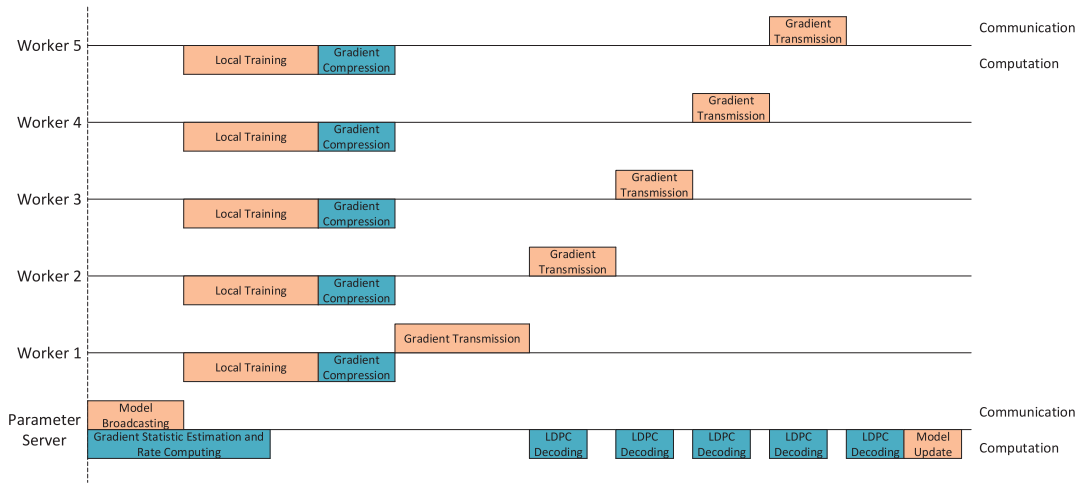 Gradient
Transmission
Communication
Worker 5
Local Training
Gradient
Compression
Computation
Gradient
Transmission
Worker 4
Local Training
Gradient
Compression
Gradient
Transmission
Worker 3
Local Training
Gradient
Compression
Gradient
Transmission
Worker 2
Local Training
Gradient
Compression
Gradient Transmission
Worker 1
Local Training
Gradient
Compression
Model
Broadcasting
Communication
Parameter
Server
Gradient Statistic Estimation and
Rate Computing
LDPC
Decoding
LDPC
Decoding
LDPC
Decoding
LDPC
Decoding
LDPC
Decoding
Model
Update
Computation